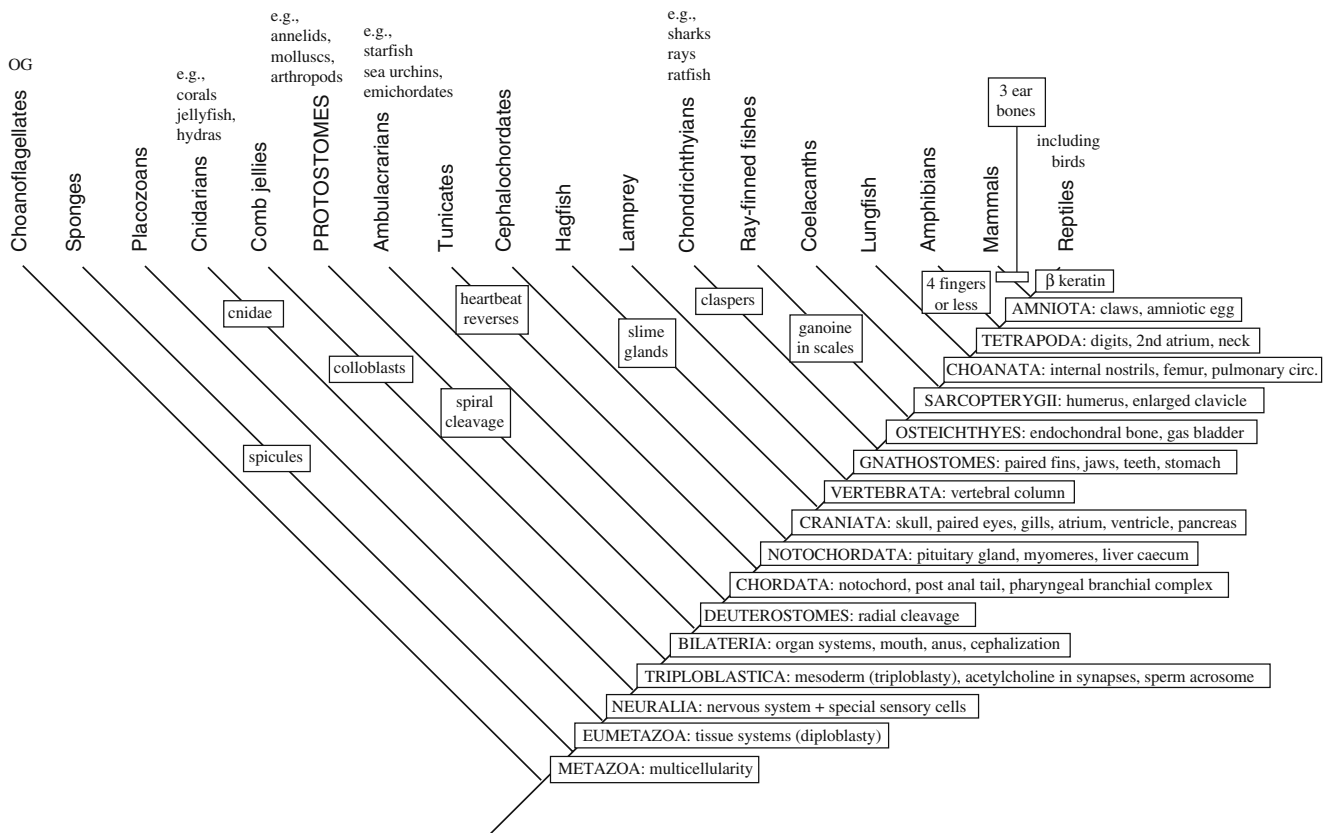 OG
Choanoflagellates
Sponges
Placozoans
e.g.,
corals
jellyfish,
hydras
Cnidarians
Comb jellies
e.g.,
annelids,
molluscs,
arthropods
PROTOSTOMES
e.g.,
starfish
sea urchins,
emichordates
Ambulacrarians
Tunicates
Cephalochordates
Hagfish
Lamprey
e.g.,
sharks
rays
ratfish
Chondrichthyians
Ray-finned fishes
Coelacanths
Lungfish
Amphibians
Mammals
3 ear
bones
including
birds
Reptiles
spicules
cnidae
colloblasts
spiral
cleavage
heartbeat
reverses
slime
glands
claspers
ganoine
in scales
4 fingers
or less
β keratin
AMNIOTA: claws, amniotic egg
TETRAPODA: digits, 2nd atrium, neck
CHOANATA: internal nostrils, femur, pulmonary circ.
SARCOPTERYGII: humerus, enlarged clavicle
OSTEICHTHYES: endochondral bone, gas bladder
GNATHOSTOMES: paired fins, jaws, teeth, stomach
VERTEBRATA: vertebral column
CRANIATA: skull, paired eyes, gills, atrium, ventricle, pancreas
NOTOCHORDATA: pituitary gland, myomeres, liver caecum
CHORDATA: notochord, post anal tail, pharyngeal branchial complex
DEUTEROSTOMES: radial cleavage
BILATERIA: organ systems, mouth, anus, cephalization
TRIPLOBLASTICA: mesoderm (triploblasty), acetylcholine in synapses, sperm acrosome
NEURALIA: nervous system + special sensory cells
EUMETAZOA: tissue systems (diploblasty)
METAZOA: multicellularity